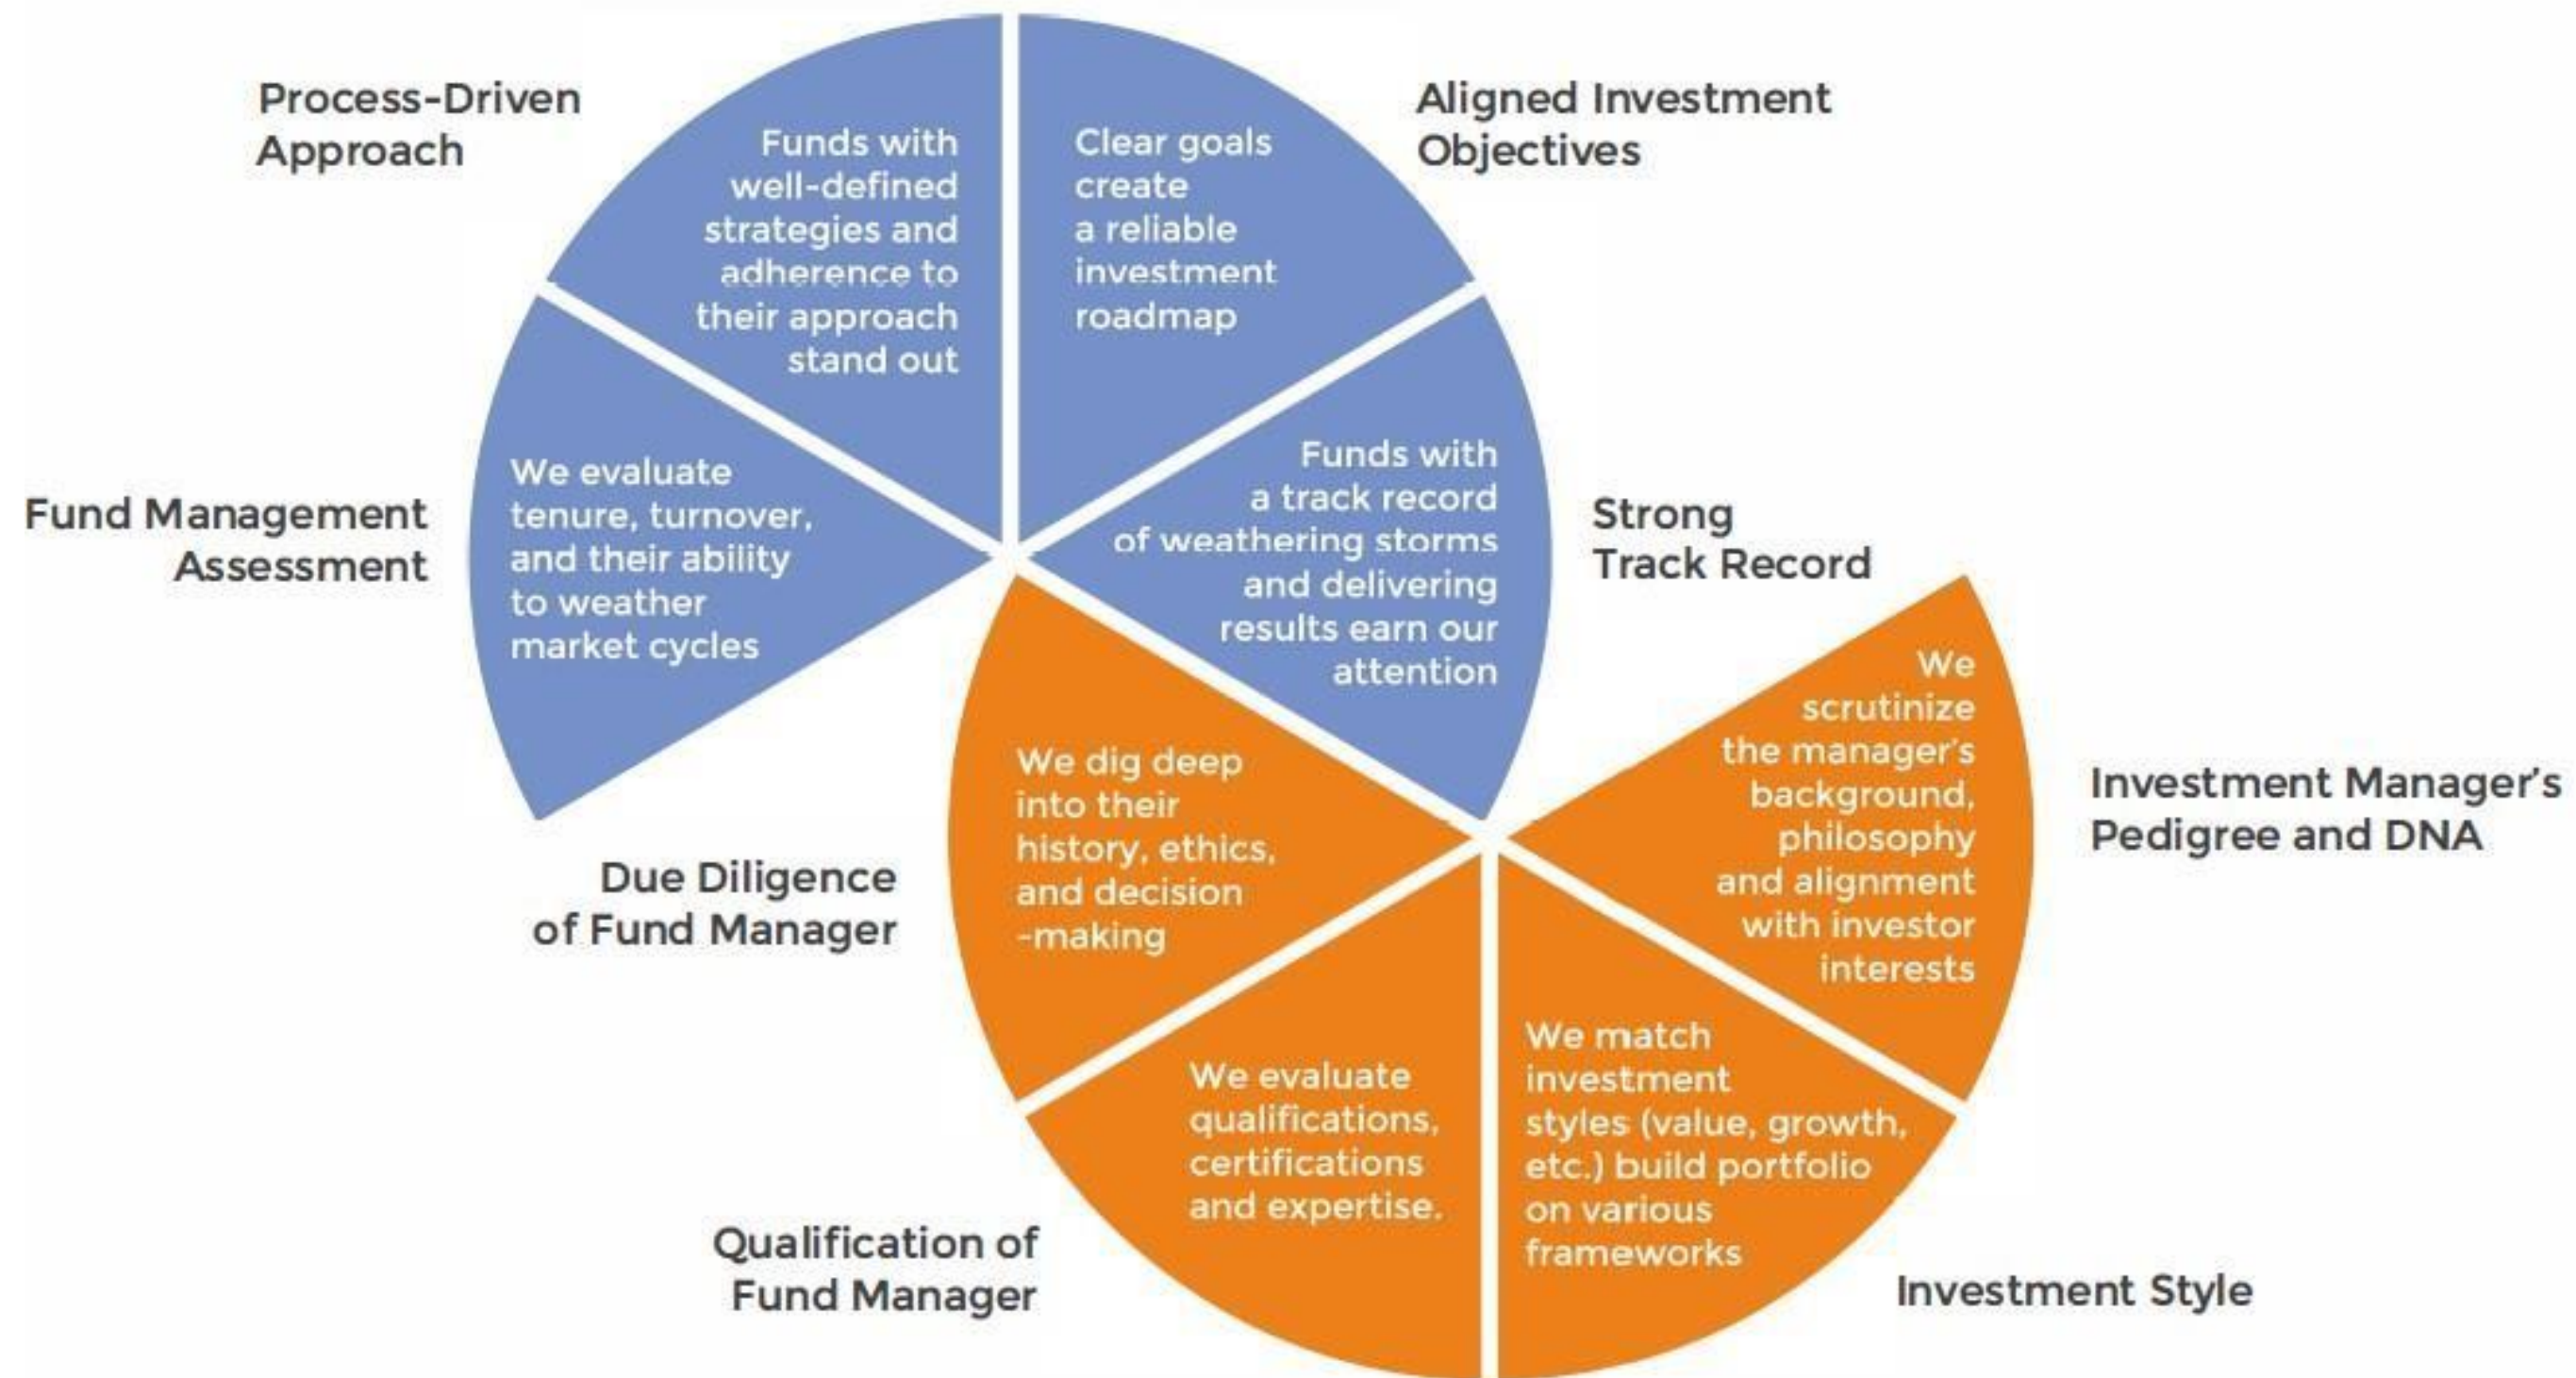 Process-Driven
Approach
Funds with
well-defined
strategies and
adherence to
their approach
stand out
Clear goals
create
a reliable
investment
roadmap
Aligned Investment
Objectives
Fund Management
Assessment
We evaluate
tenure, turnover,
and their ability
to weather
market cycles
Funds with
a track record
of weathering storms
and delivering
results earn our
attention
Strong
Track Record
Due Diligence
of Fund Manager
We dig deep
into their
history, ethics,
and decision
-making
We
scrutinize
the manager's
background,
philosophy
and alignment
with investor
interests
Investment Manager's
Pedigree and DNA
Qualification of
Fund Manager
We evaluate
qualifications,
certifications
and expertise.
We match
investment
styles (value, growth,
etc.) build portfolio
on various
frameworks
Investment Style